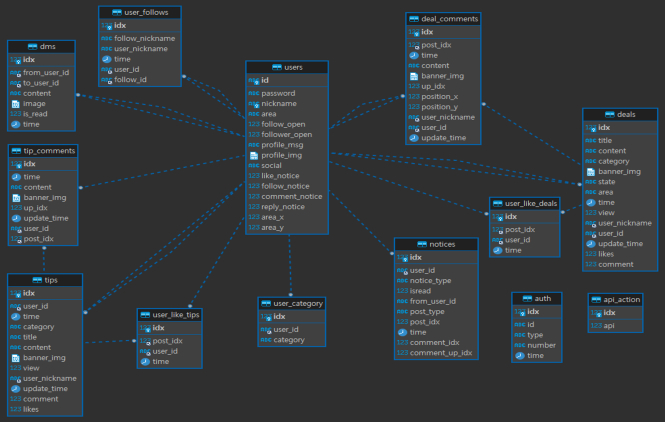 user_follows
idx
follow_nickname
user_nickname
time
user_id
follow_id
dms
idx
from_user_id
to_user_id
content
image
is_read
time
users
id
password
nickname
area
follow_open
follower_open
profile_msg
profile_img
social
like_notice
follow_notice
comment_notice
reply_notice
area_x
area_y
deal_comments
idx
post_idx
time
content
banner_img
up_idx
position_x
position_y
user_nickname
user_id
update_time
deals
idx
title
content
category
banner_img
state
area
time
view
user_nickname
user_id
update_time
likes
comment
tip_comments
idx
time
content
banner_img
up_idx
update_time
user_id
post_idx
user_like_deals
idx
post_idx
user_id
time
notices
idx
user_id
notice_type
isread
from_user_id
post_type
post_idx
time
comment_idx
comment_up_idx
tips
idx
user_id
time
category
title
content
banner_img
view
user_nickname
update_time
comment
likes
user_like_tips
idx
post_idx
user_id
time
user_category
idx
user_id
category
auth
idx
id
type
number
time
api_action
idx
api